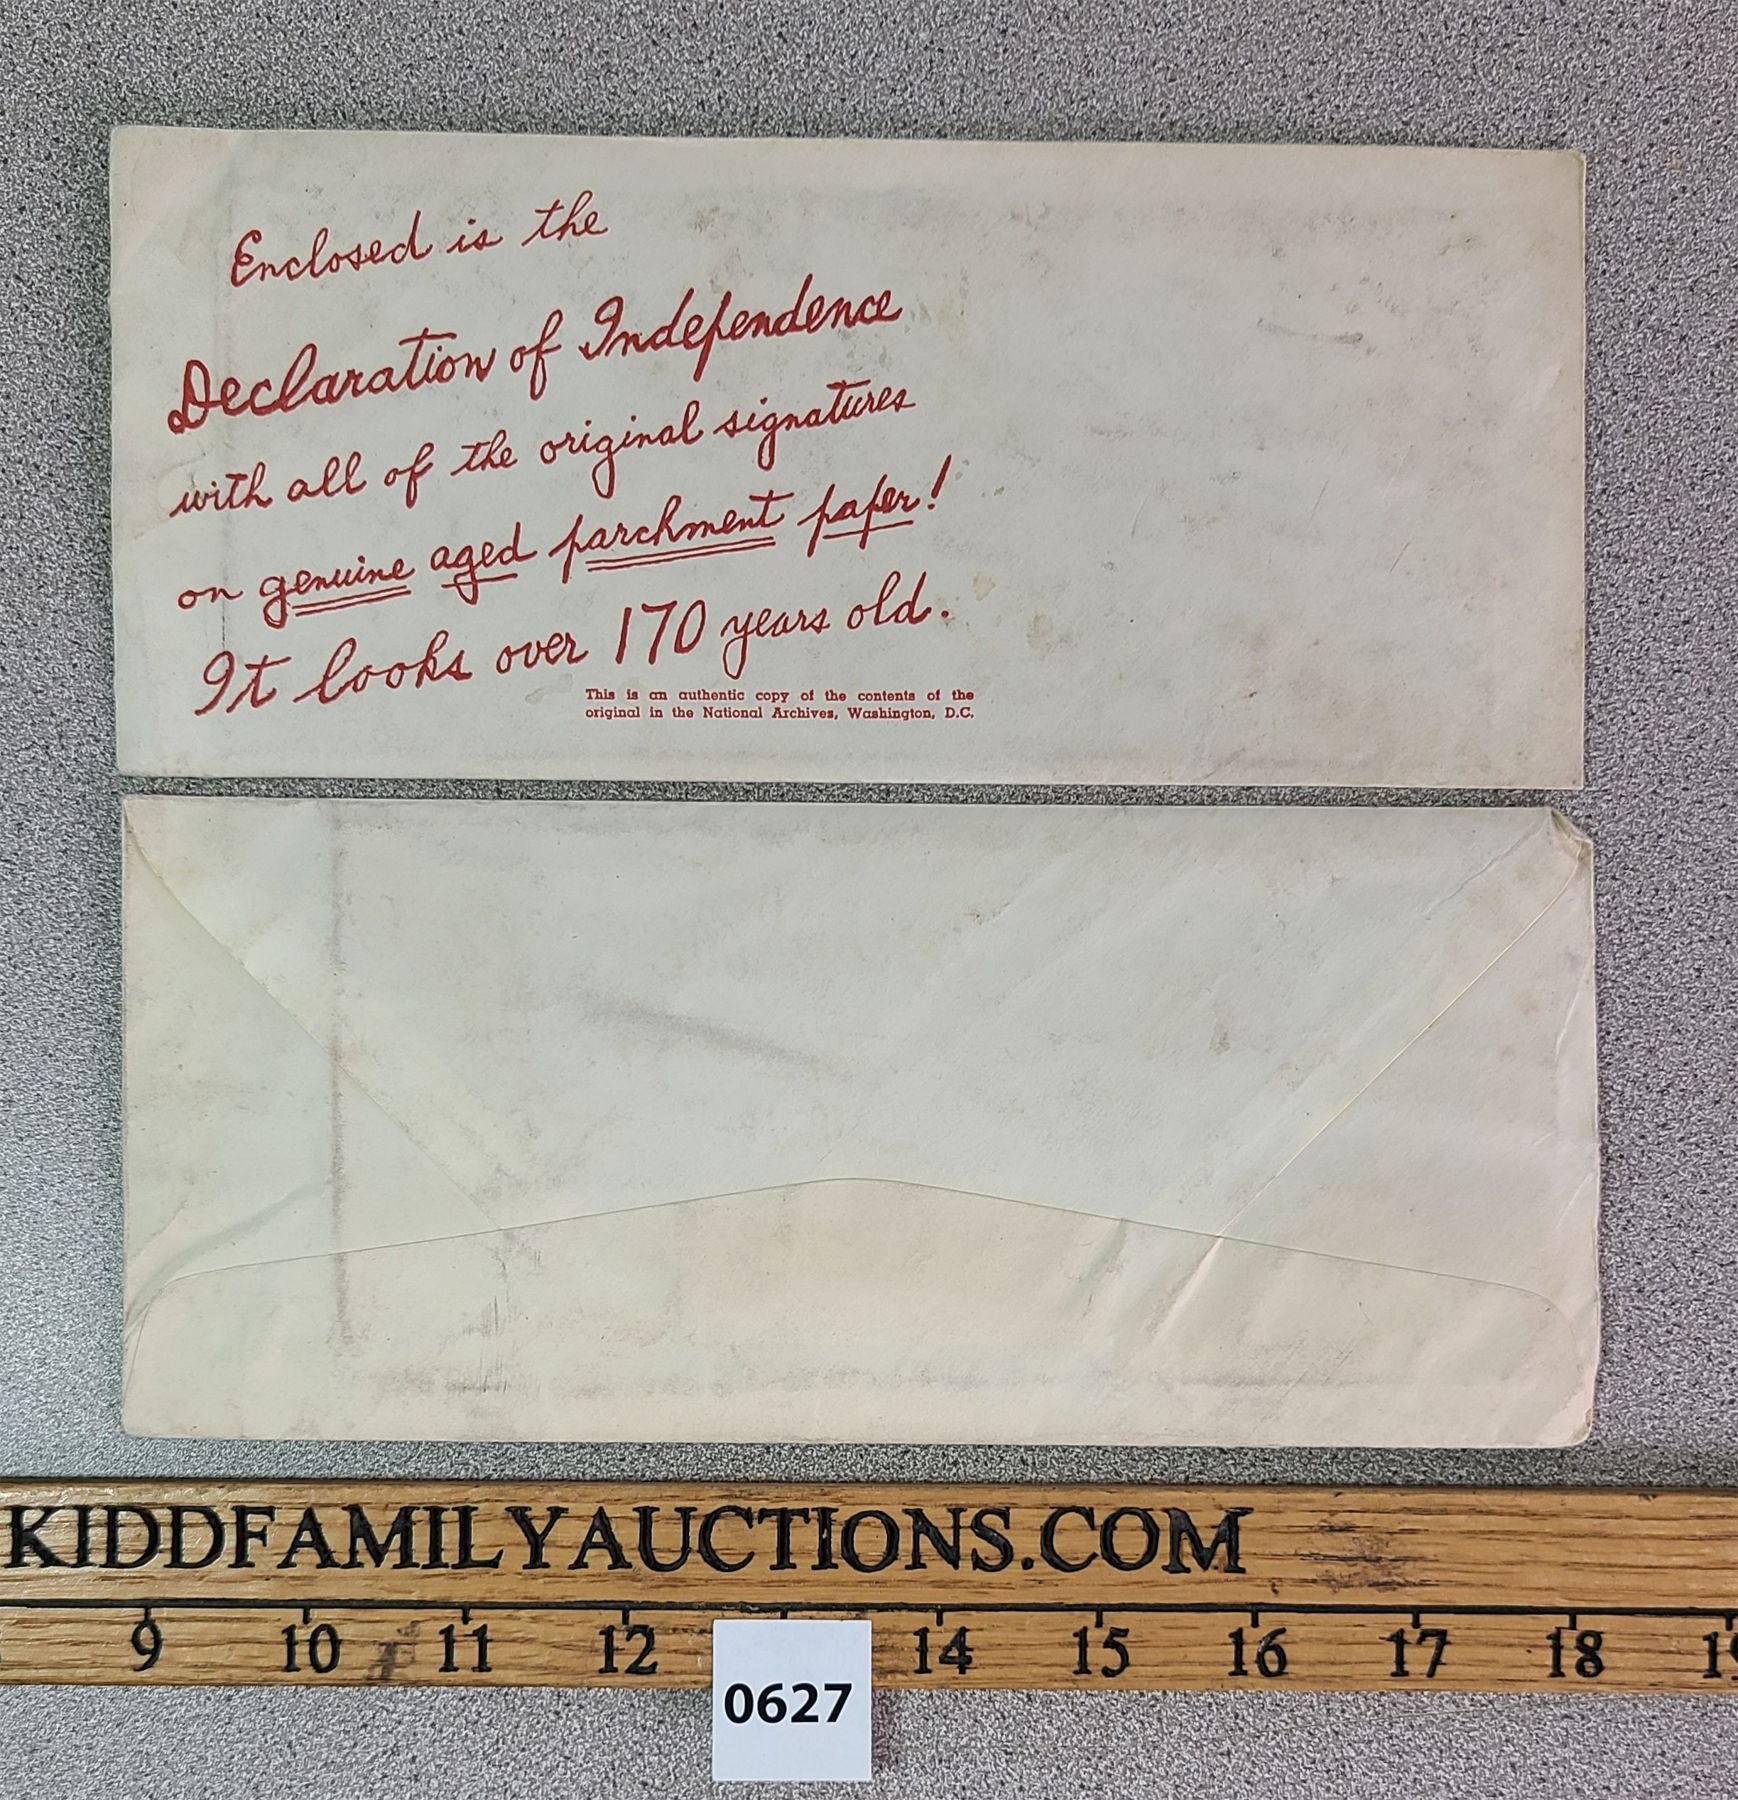 Enclosed is the
Declaration of Independence
with all of the original signatures
on genuine aged parchment paper!
It looks over 170 years old.
This is an authentic copy of the contents of the
original in the National Archives, Washington, D.C.
KIDDFAMILYAUCTIONS.COM
9 10 11 12 14 15 16 17 18
0627